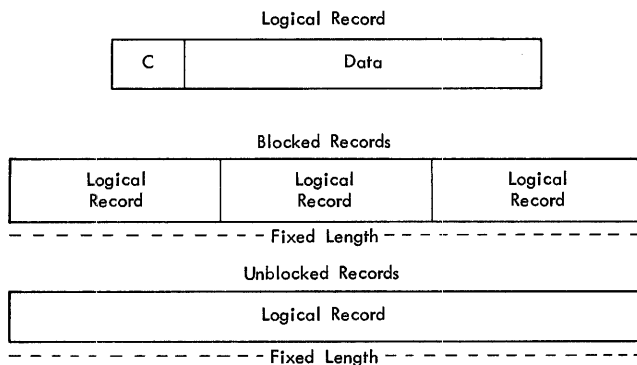 Logical Record
C Data
Blocked Records
Logical Record Logical Record Logical Record
Fixed Length
Unblocked Records
Logical Record
Fixed Length